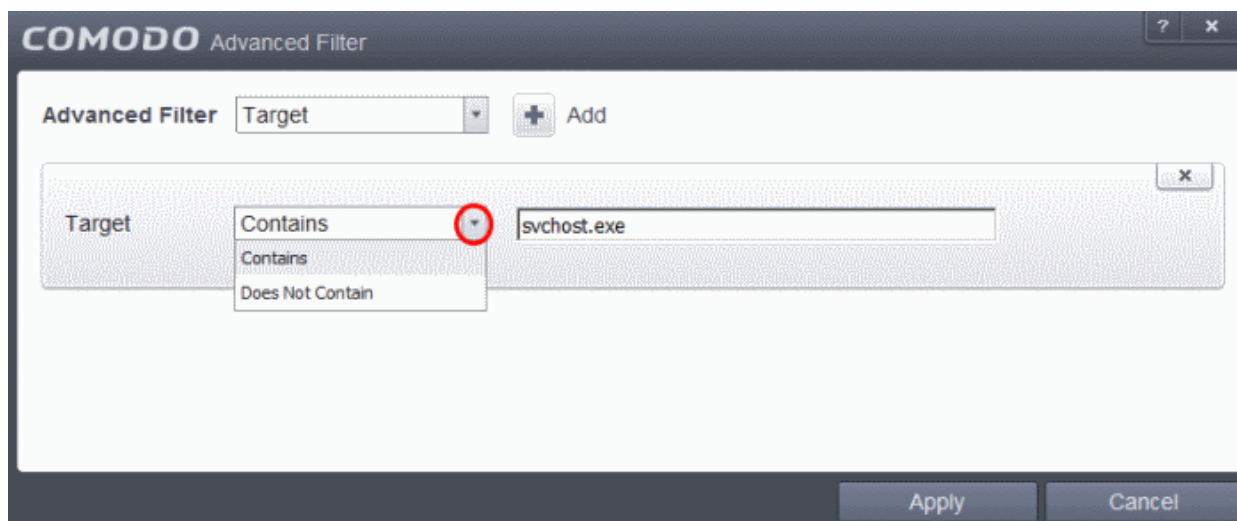 COMODO Advanced Filter ? x
Advanced Filter Target + Add
x
Target Contains svchost.exe
Contains
Does Not Contain
Apply Cancel